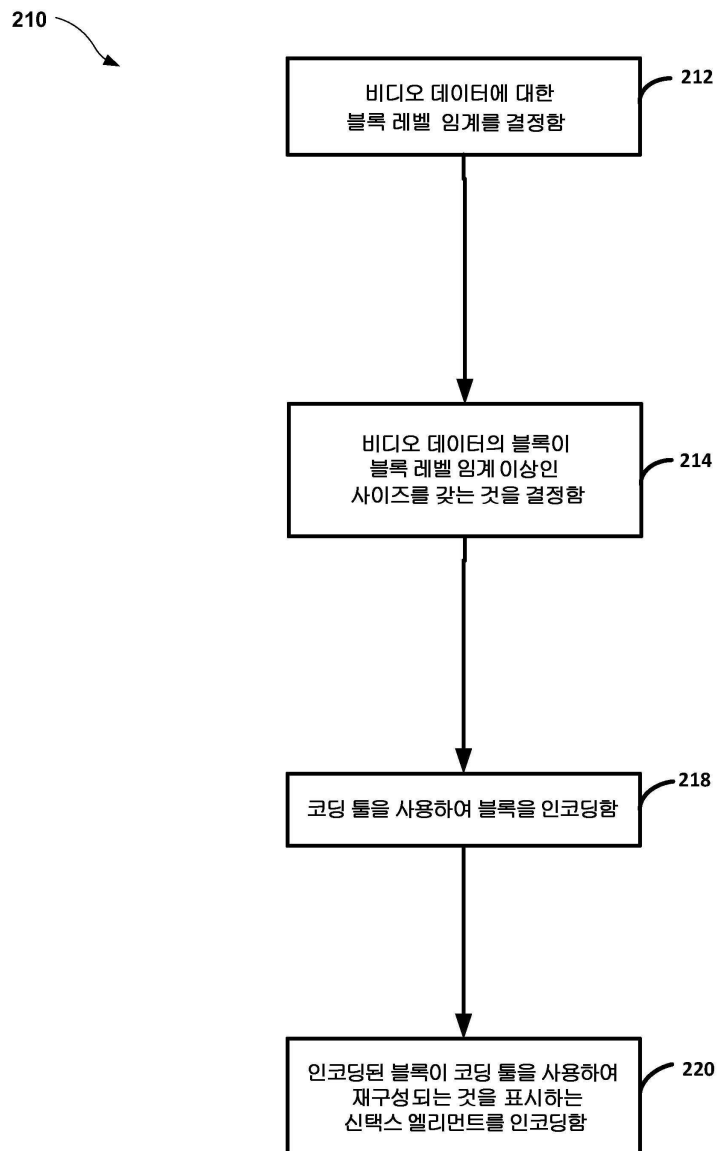 210
비디오 데이터에 대한
블록 레벨 임계를 결정함
212
비디오 데이터의 블록이
블록 레벨 임계 이상인
사이즈를 갖는 것을 결정함
214
코딩 툴을 사용하여 블록을 인코딩함
218
인코딩된 블록이 코딩 툴을 사용하여
재구성되는 것을 표시하는
신택스 엘리먼트를 인코딩함
220